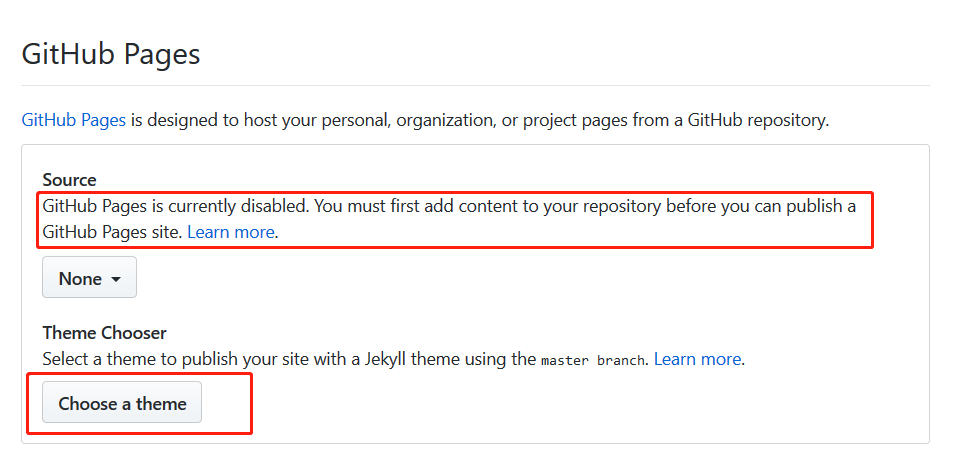 GitHub Pages
GitHub Pages is designed to host your personal, organization, or project pages from a GitHub repository.
Source
GitHub Pages is currently disabled. You must first add content to your repository before you can publish a
GitHub Pages site. Learn more.
None
Theme Chooser
Select a theme to publish your site with a Jekyll theme using the master branch. Learn more.
Choose a theme